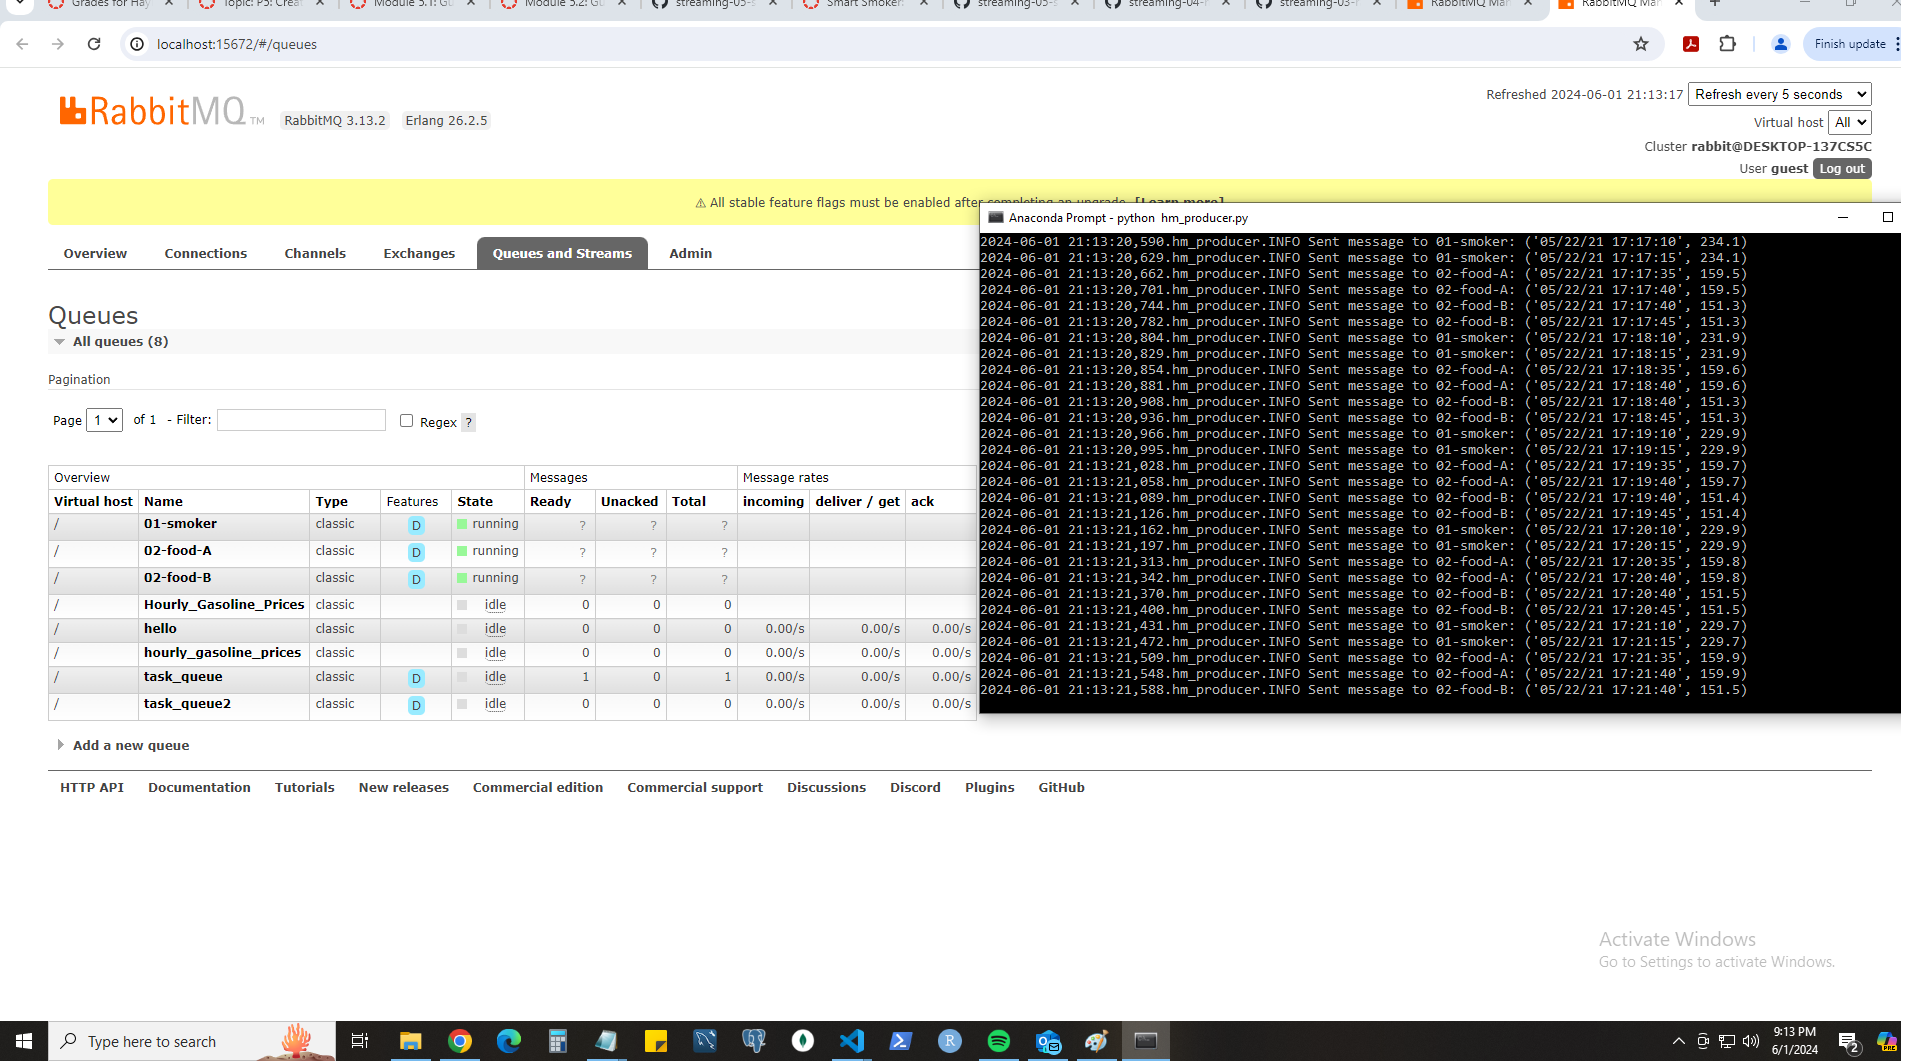 Grades for Hay
Topic: P5: Creat
Module 5.1: Gu
Module 5.2: Gu
streaming-05-s
Smart Smoker:
streaming-05-s
streaming-04-
streaming-03-
RabbitMQ Man
RabbitMQ Man
localhost:15672/#/queues
Finish update
RabbitMQ TM
RabbitMQ 3.13.2 Erlang 26.2.5
Refreshed 2024-06-01 21:13:17 Refresh every 5 seconds
Virtual host All
Cluster rabbit@DESKTOP-137CS5C
User guest Log out
⚠ All stable feature flags must be enabled after completing an upgrade. [Learn more]
Overview Connections Channels Exchanges Queues and Streams Admin
Queues
All queues (8)
Pagination
Page 1 of 1 - Filter: Regex ?
Overview Messages Message rates
Virtual host Name Type Features State Ready Unacked Total incoming deliver / get ack
/ 01-smoker classic D running ? ? ?
/ 02-food-A classic D running ? ? ?
/ 02-food-B classic D running ? ? ?
/ Hourly_Gasoline_Prices classic idle 0 0 0
/ hello classic idle 0 0 0 0.00/s 0.00/s 0.00/s
/ hourly_gasoline_prices classic idle 0 0 0 0.00/s 0.00/s 0.00/s
/ task_queue classic D idle 1 0 1 0.00/s 0.00/s 0.00/s
/ task_queue2 classic D idle 0 0 0 0.00/s 0.00/s 0.00/s
Add a new queue
HTTP API Documentation Tutorials New releases Commercial edition Commercial support Discussions Discord Plugins GitHub
Anaconda Prompt - python hm_producer.py
2024-06-01 21:13:20,590.hm_producer.INFO Sent message to 01-smoker: ('05/22/21 17:17:10', 234.1)
2024-06-01 21:13:20,629.hm_producer.INFO Sent message to 01-smoker: ('05/22/21 17:17:15', 234.1)
2024-06-01 21:13:20,662.hm_producer.INFO Sent message to 02-food-A: ('05/22/21 17:17:35', 159.5)
2024-06-01 21:13:20,701.hm_producer.INFO Sent message to 02-food-A: ('05/22/21 17:17:40', 159.5)
2024-06-01 21:13:20,744.hm_producer.INFO Sent message to 02-food-B: ('05/22/21 17:17:40', 151.3)
2024-06-01 21:13:20,782.hm_producer.INFO Sent message to 02-food-B: ('05/22/21 17:17:45', 151.3)
2024-06-01 21:13:20,804.hm_producer.INFO Sent message to 01-smoker: ('05/22/21 17:18:10', 231.9)
2024-06-01 21:13:20,829.hm_producer.INFO Sent message to 01-smoker: ('05/22/21 17:18:15', 231.9)
2024-06-01 21:13:20,854.hm_producer.INFO Sent message to 02-food-A: ('05/22/21 17:18:35', 159.6)
2024-06-01 21:13:20,881.hm_producer.INFO Sent message to 02-food-A: ('05/22/21 17:18:40', 159.6)
2024-06-01 21:13:20,908.hm_producer.INFO Sent message to 02-food-B: ('05/22/21 17:18:40', 151.3)
2024-06-01 21:13:20,936.hm_producer.INFO Sent message to 02-food-B: ('05/22/21 17:18:45', 151.3)
2024-06-01 21:13:20,966.hm_producer.INFO Sent message to 01-smoker: ('05/22/21 17:19:10', 229.9)
2024-06-01 21:13:20,995.hm_producer.INFO Sent message to 01-smoker: ('05/22/21 17:19:15', 229.9)
2024-06-01 21:13:21,028.hm_producer.INFO Sent message to 02-food-A: ('05/22/21 17:19:35', 159.7)
2024-06-01 21:13:21,058.hm_producer.INFO Sent message to 02-food-A: ('05/22/21 17:19:40', 159.7)
2024-06-01 21:13:21,089.hm_producer.INFO Sent message to 02-food-B: ('05/22/21 17:19:40', 151.4)
2024-06-01 21:13:21,126.hm_producer.INFO Sent message to 02-food-B: ('05/22/21 17:19:45', 151.4)
2024-06-01 21:13:21,162.hm_producer.INFO Sent message to 01-smoker: ('05/22/21 17:20:10', 229.9)
2024-06-01 21:13:21,197.hm_producer.INFO Sent message to 01-smoker: ('05/22/21 17:20:15', 229.9)
2024-06-01 21:13:21,313.hm_producer.INFO Sent message to 02-food-A: ('05/22/21 17:20:35', 159.8)
2024-06-01 21:13:21,342.hm_producer.INFO Sent message to 02-food-A: ('05/22/21 17:20:40', 159.8)
2024-06-01 21:13:21,370.hm_producer.INFO Sent message to 02-food-B: ('05/22/21 17:20:40', 151.5)
2024-06-01 21:13:21,400.hm_producer.INFO Sent message to 02-food-B: ('05/22/21 17:20:45', 151.5)
2024-06-01 21:13:21,431.hm_producer.INFO Sent message to 01-smoker: ('05/22/21 17:21:10', 229.7)
2024-06-01 21:13:21,472.hm_producer.INFO Sent message to 01-smoker: ('05/22/21 17:21:15', 229.7)
2024-06-01 21:13:21,509.hm_producer.INFO Sent message to 02-food-A: ('05/22/21 17:21:35', 159.9)
2024-06-01 21:13:21,548.hm_producer.INFO Sent message to 02-food-A: ('05/22/21 17:21:40', 159.9)
2024-06-01 21:13:21,588.hm_producer.INFO Sent message to 02-food-B: ('05/22/21 17:21:40', 151.5)
Activate Windows
Go to Settings to activate Windows.
Type here to search
9:13 PM
6/1/2024
2